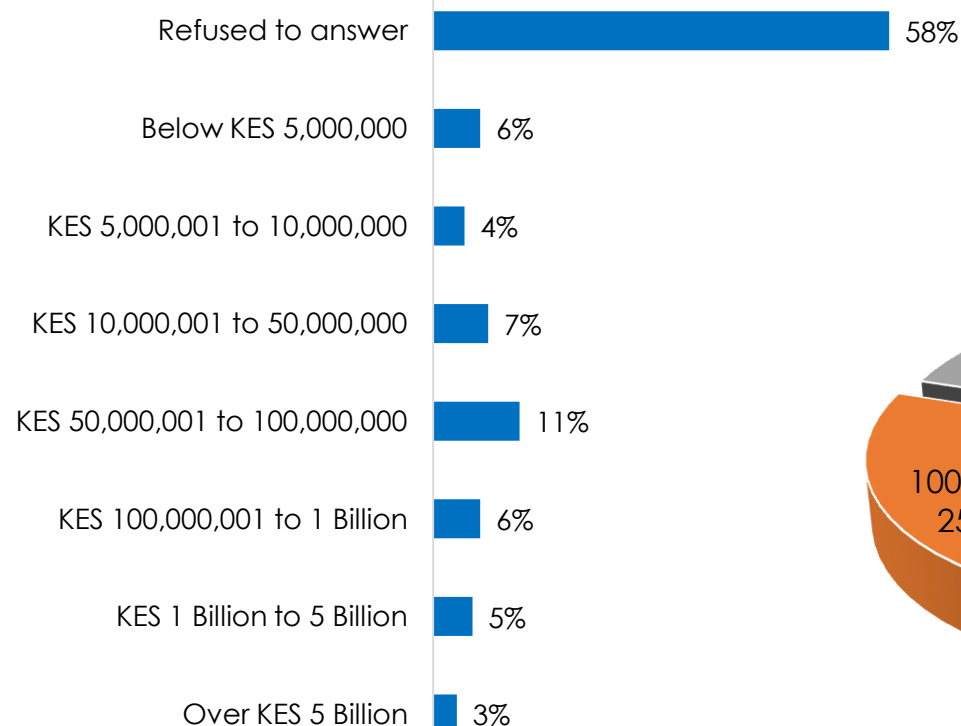 Refused to answer
58%
Below KES 5,000,000
6%
KES 5,000,001 to 10,000,000
4%
KES 10,000,001 to 50,000,000
7%
KES 50,000,001 to 100,000,000
11%
KES 100,000,001 to 1 Billion
6%
KES 1 Billion to 5 Billion
5%
Over KES 5 Billion
3%